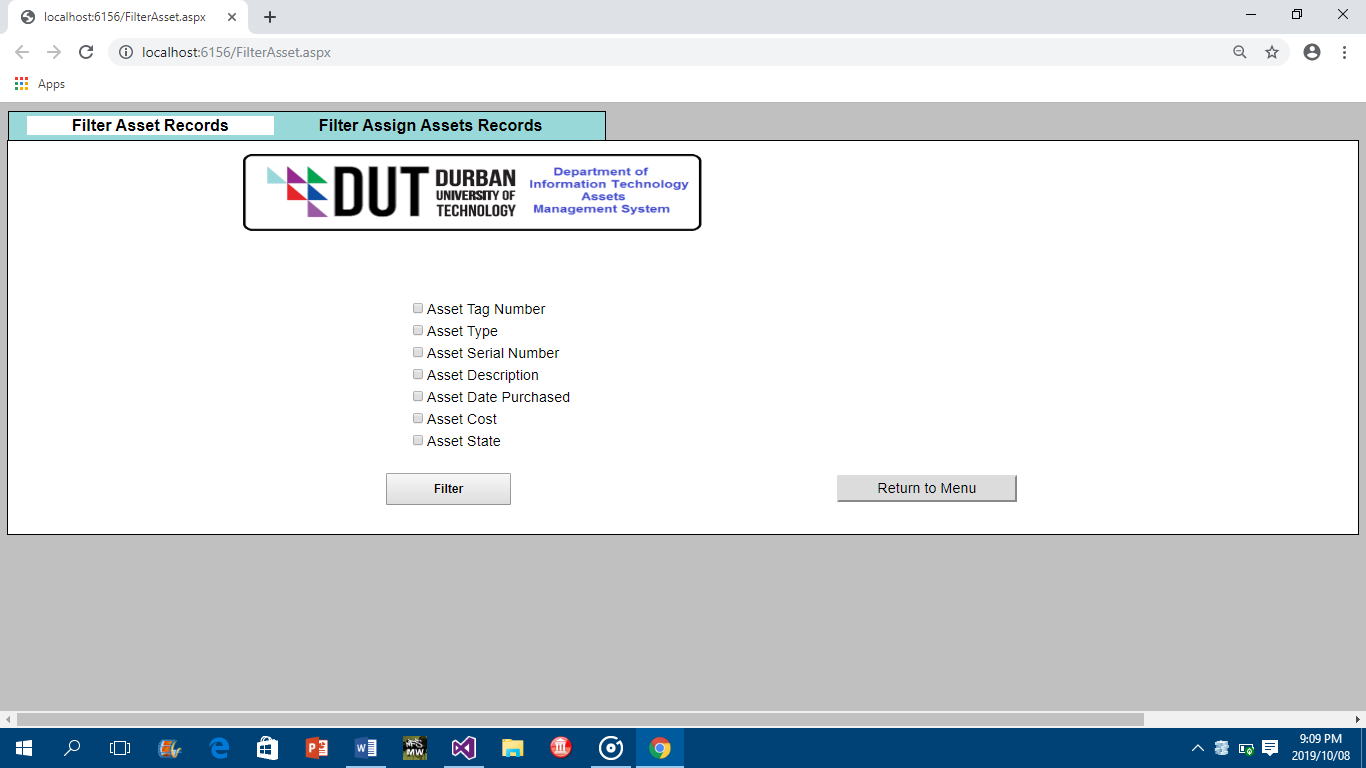 localhost:6156/FilterAsset.aspx
localhost:6156/FilterAsset.aspx
Apps
Filter Asset Records Filter Assign Assets Records
DUT DURBAN UNIVERSITY OF TECHNOLOGY
Department of
Information Technology
Assets
Management System
Asset Tag Number
Asset Type
Asset Serial Number
Asset Description
Asset Date Purchased
Asset Cost
Asset State
Filter Return to Menu
MW
9:09 PM
2019/10/08